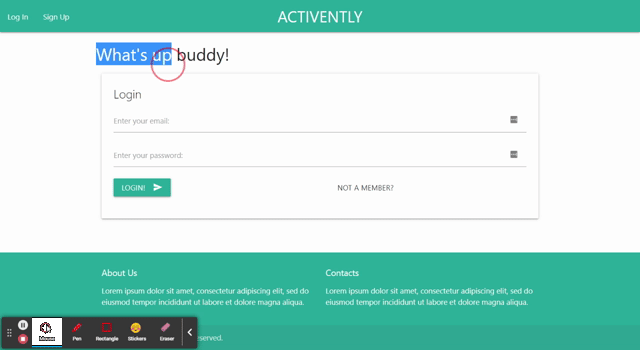 Log In Sign Up ACTIVENTLY
What's up buddy!
Login
Enter your email:
Enter your password:
LOGIN! NOT A MEMBER?
About Us
Lorem ipsum dolor sit amet, consectetur adipiscing elit, sed do
eiusmod tempor incididunt ut labore et dolore magna aliqua.
Contacts
Lorem ipsum dolor sit amet, consectetur adipiscing elit, sed do
eiusmod tempor incididunt ut labore et dolore magna aliqua.
Pen Rectangle Stickers Eraser
served.